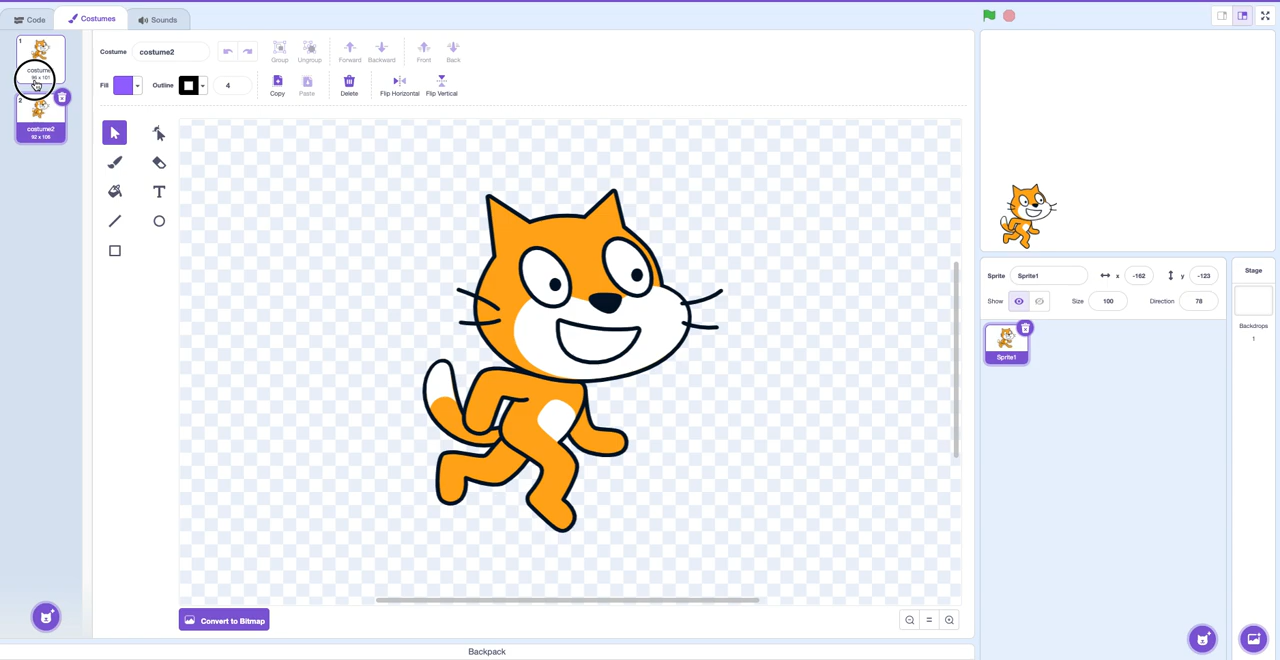 Code
Costumes
Sounds
1
costume
96 x 101
2
costume2
92 x 106
Costume
costume2
Group
Ungroup
Forward
Backward
Front
Back
Fill
Outline
4
Copy
Paste
Delete
Flip Horizontal
Flip Vertical
T
Convert to Bitmap
=
Backpack
Sprite
Sprite1
x
-162
y
-123
Show
Size
100
Direction
78
Sprite1
Stage
Backdrops
1